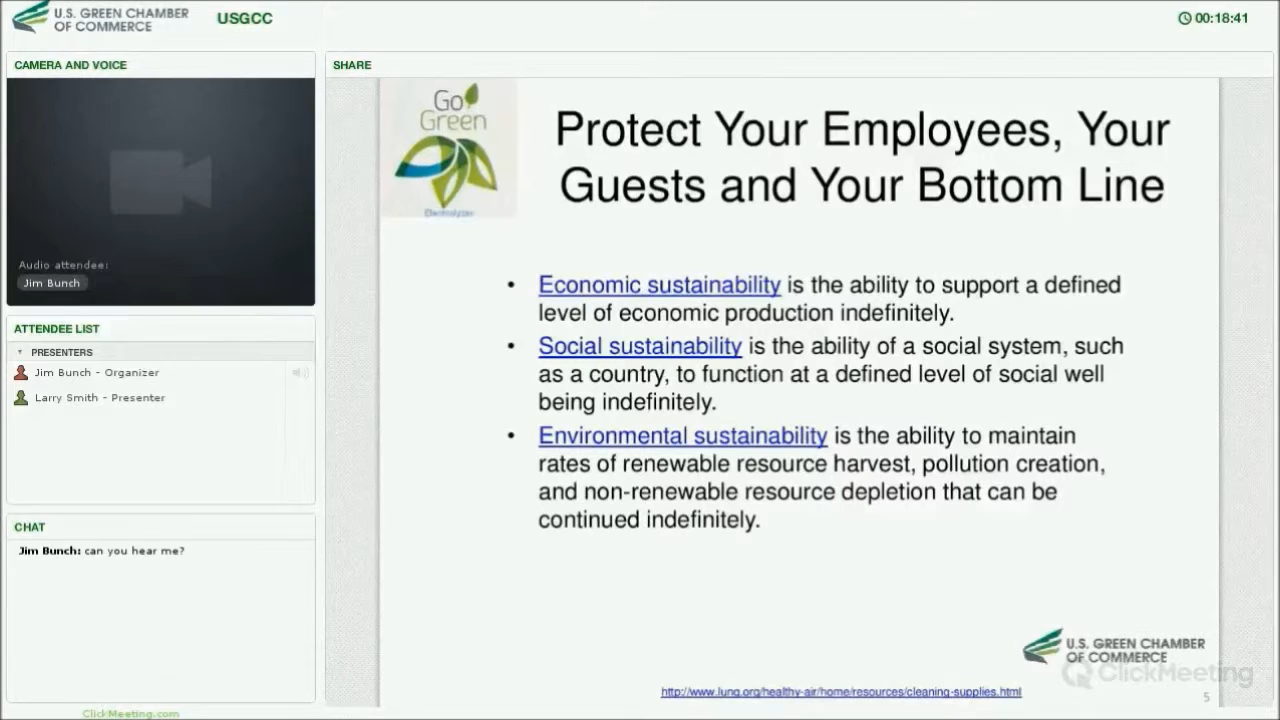 U.S. GREEN CHAMBER
OF COMMERCE
USGCC
00:18:41
CAMERA AND VOICE
Audio attendee:
Jim Bunch
ATTENDEE LIST
PRESENTERS
Jim Bunch - Organizer
Larry Smith - Presenter
CHAT
Jim Bunch: can you hear me?
ClickMeeting.com
SHARE
Go
Green
Electrolyzer
Protect Your Employees, Your
Guests and Your Bottom Line
• Economic sustainability is the ability to support a defined
level of economic production indefinitely.
• Social sustainability is the ability of a social system, such
as a country, to function at a defined level of social well
being indefinitely.
• Environmental sustainability is the ability to maintain
rates of renewable resource harvest, pollution creation,
and non-renewable resource depletion that can be
continued indefinitely.
U.S. GREEN CHAMBER
OF COMMERCE
ClickMeeting
http://www.lung.org/healthy-air/home/resources/cleaning-supplies.html
5